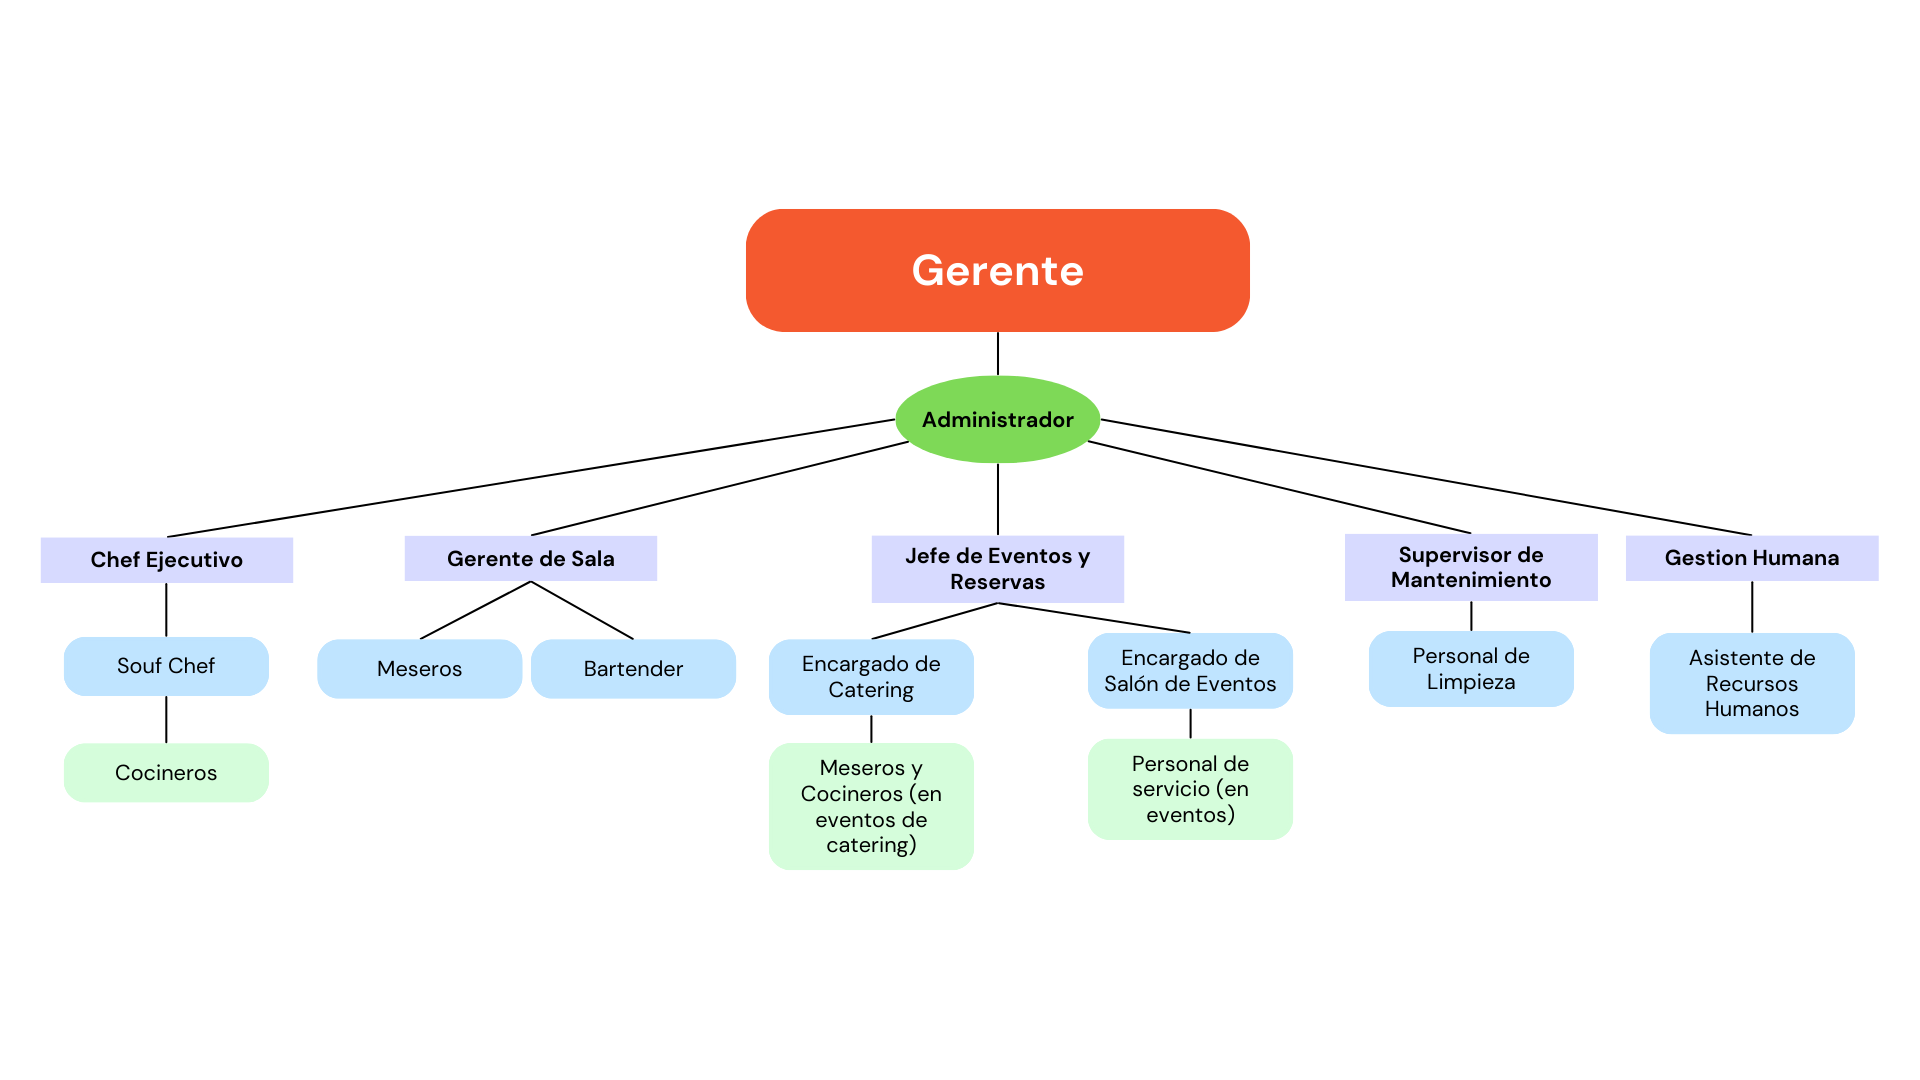 Gerente
Administrador
Chef Ejecutivo
Gerente de Sala
Jefe de Eventos y
Reservas
Supervisor de
Mantenimiento
Gestion Humana
Souf Chef
Meseros
Bartender
Encargado de
Catering
Encargado de
Salón de Eventos
Personal de
Limpieza
Asistente de
Recursos
Humanos
Cocineros
Meseros y
Cocineros (en
eventos de
catering)
Personal de
servicio (en
eventos)